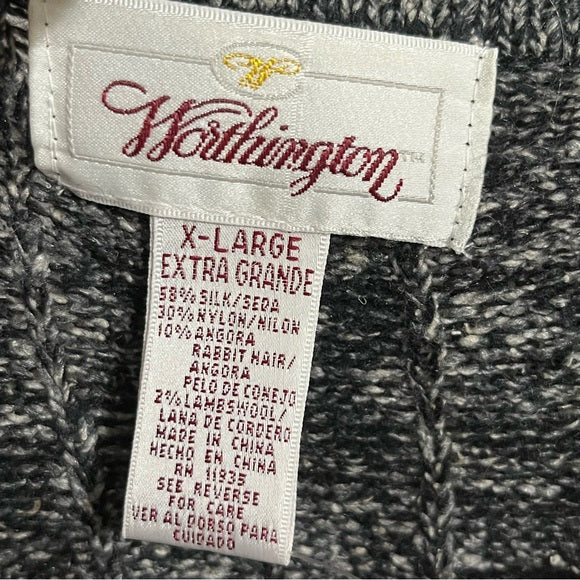 Worthington™
X-LARGE
EXTRA GRANDE
58% SILK/SEDA
30% NYLON/NILON
10% ANGORA
RABBIT HAIR/
ANGORA
PELO DE CONEJO
2% LAMBSWOOL/
LANA DE CORDERO
MADE IN CHINA
HECHO EN CHINA
RN 11935
SEE REVERSE
FOR CARE
VER AL DORSO PARA
CUIDADO